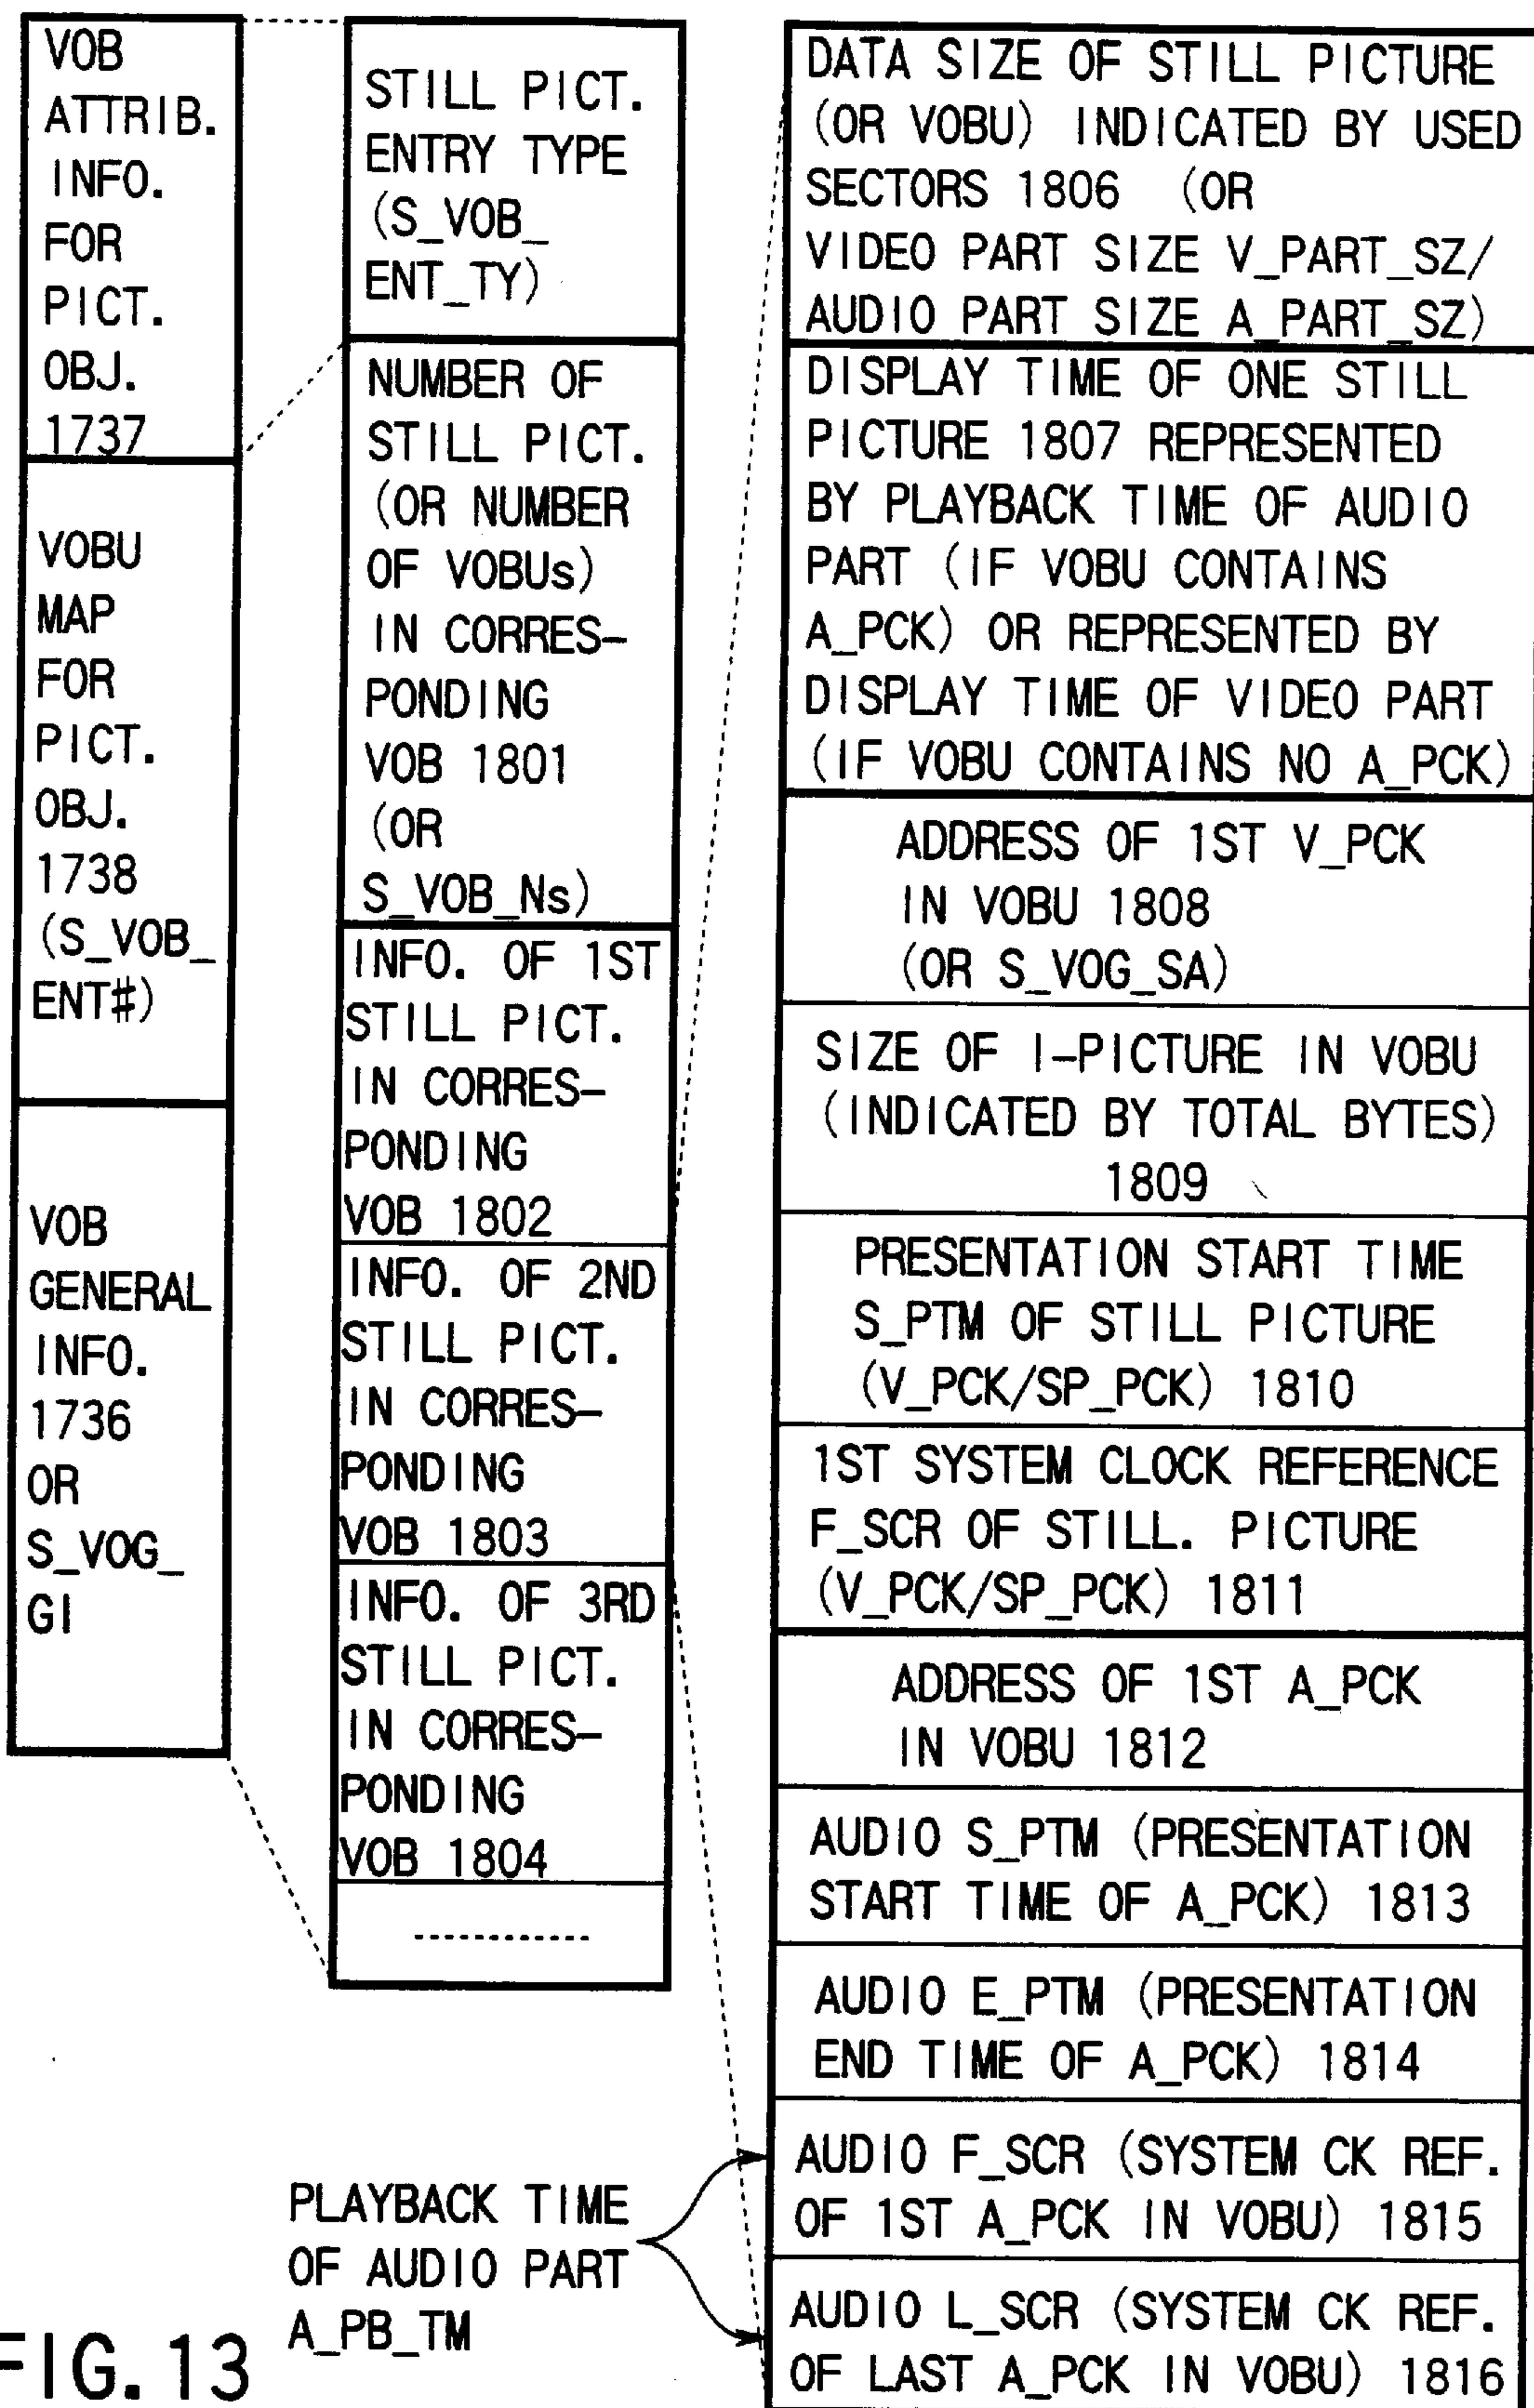 VOB
ATTRIB.
INFO.
FOR
PICT.
OBJ.
1737
VOBU
MAP
FOR
PICT.
OBJ.
1738
(S_VOB_
ENT#)
VOB
GENERAL
INFO.
1736
OR
S_VOG_
GI
STILL PICT.
ENTRY TYPE
(S_VOB_
ENT_TY)
NUMBER OF
STILL PICT.
(OR NUMBER
OF VOBUs)
IN CORRES-
PONDING
VOB 1801
(OR
S_VOB_Ns)
INFO. OF 1ST
STILL PICT.
IN CORRES-
PONDING
VOB 1802
INFO. OF 2ND
STILL PICT.
IN CORRES-
PONDING
VOB 1803
INFO. OF 3RD
STILL PICT.
IN CORRES-
PONDING
VOB 1804
------------
DATA SIZE OF STILL PICTURE
(OR VOBU) INDICATED BY USED
SECTORS 1806 (OR
VIDEO PART SIZE V_PART_SZ/
AUDIO PART SIZE A_PART_SZ)
DISPLAY TIME OF ONE STILL
PICTURE 1807 REPRESENTED
BY PLAYBACK TIME OF AUDIO
PART (IF VOBU CONTAINS
A_PCK) OR REPRESENTED BY
DISPLAY TIME OF VIDEO PART
(IF VOBU CONTAINS NO A_PCK)
ADDRESS OF 1ST V_PCK
IN VOBU 1808
(OR S_VOG_SA)
SIZE OF I-PICTURE IN VOBU
(INDICATED BY TOTAL BYTES)
1809
PRESENTATION START TIME
S_PTM OF STILL PICTURE
(V_PCK/SP_PCK) 1810
1ST SYSTEM CLOCK REFERENCE
F_SCR OF STILL. PICTURE
(V_PCK/SP_PCK) 1811
ADDRESS OF 1ST A_PCK
IN VOBU 1812
AUDIO S_PTM (PRESENTATION
START TIME OF A_PCK) 1813
AUDIO E_PTM (PRESENTATION
END TIME OF A_PCK) 1814
AUDIO F_SCR (SYSTEM CK REF.
OF 1ST A_PCK IN VOBU) 1815
AUDIO L_SCR (SYSTEM CK REF.
OF LAST A_PCK IN VOBU) 1816
PLAYBACK TIME
OF AUDIO PART
A_PB_TM
FIG. 13